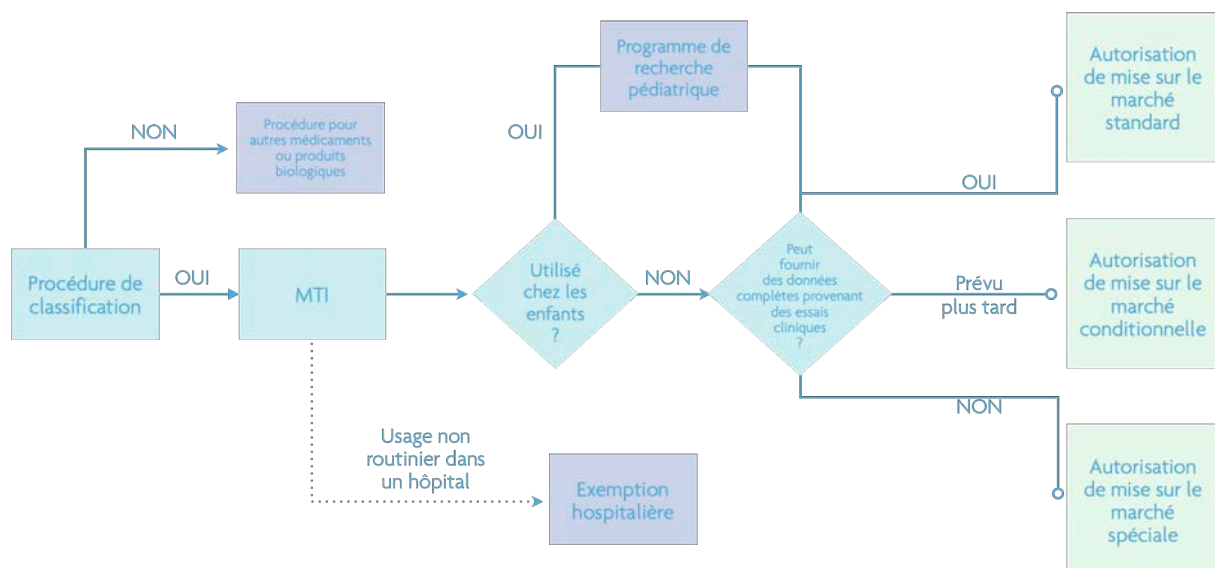 Programme de
recherche
pédiatrique
Autorisation
de mise sur le
marché
standard
NON
Procédure pour
autres médicaments
ou produits
biologiques
OUI
OUI
Procédure de
classification
OUI
MTI
Utilisé
chez les
enfants
?
NON
Peut
fournir
des données
complètes provenant
des essais
cliniques
?
Prévu
plus tard
Autorisation
de mise sur le
marché
conditionnelle
NON
Usage non
routinier dans
un hôpital
Exemption
hospitalière
Autorisation
de mise sur le
marché
spéciale